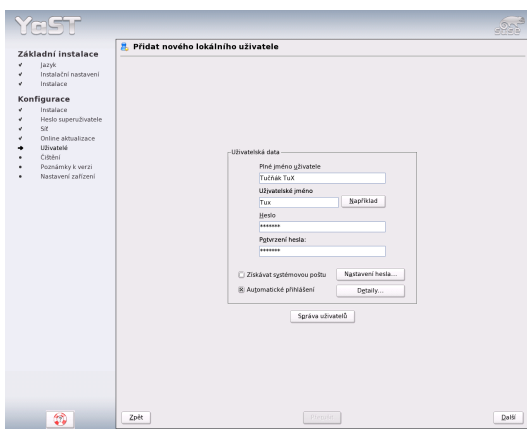 YaST
suse
Přidat nového lokálního uživatele
Základní instalace
Jazyk
Instalační nastavení
Instalace
Konfigurace
Instalace
Heslo superuživatele
Síť
Online aktualizace
Uživatelé
Čištění
Poznámky k verzi
Nastavení zařízení
Uživatelská data
Plné jméno uživatele
Tučňák TuX
Uživatelské jméno
Tux
Například
Heslo
*******
Potvrzení hesla:
*******
Získávat systémovou poštu
Nastavení hesla...
Automatické přihlášení
Detaily...
Správa uživatelů
Zpět
Další